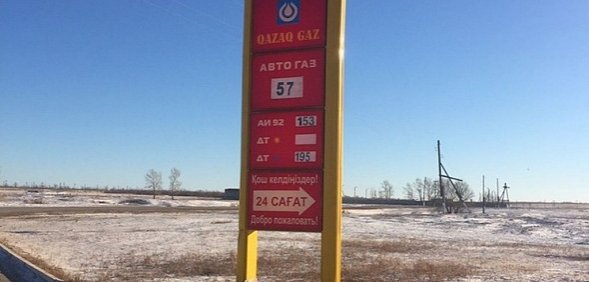 QAZAQ GAZ
АВТО ГАЗ
57
АИ 92 153
ДТ
ДТ 195
Қош келдіңіздер!
24 САҒАТ
Добро пожаловать!